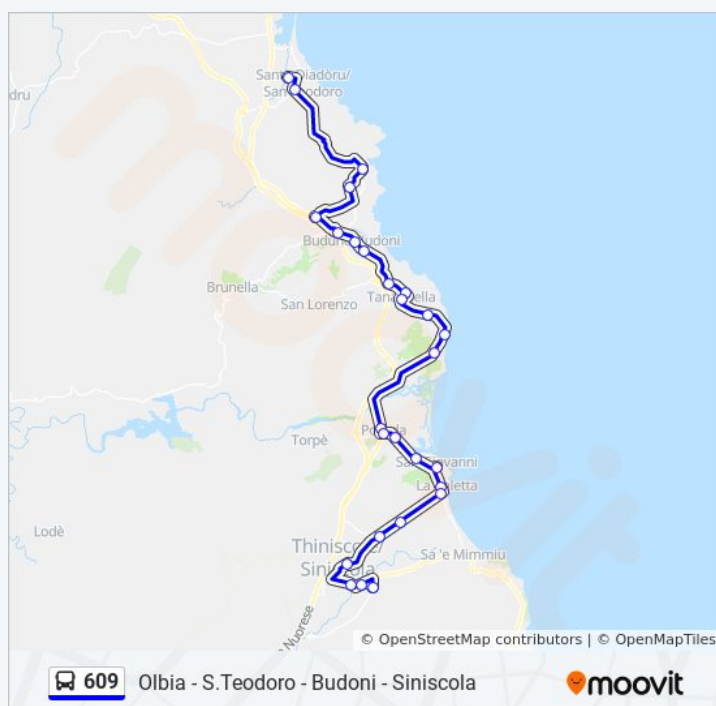 Santu Diadòru/
San Teodoro
dru
Budune/Budoni
Brunella
San Lorenzo
Tanaunella
Posada
Torpè
San Giovanni
La Caletta
Lodè
Thiniscole/
Siniscola
Sa 'e Mimmiu
Nuorese
© OpenStreetMap contributors | © OpenMapTiles
609 Olbia - S.Teodoro - Budoni - Siniscola
moovit